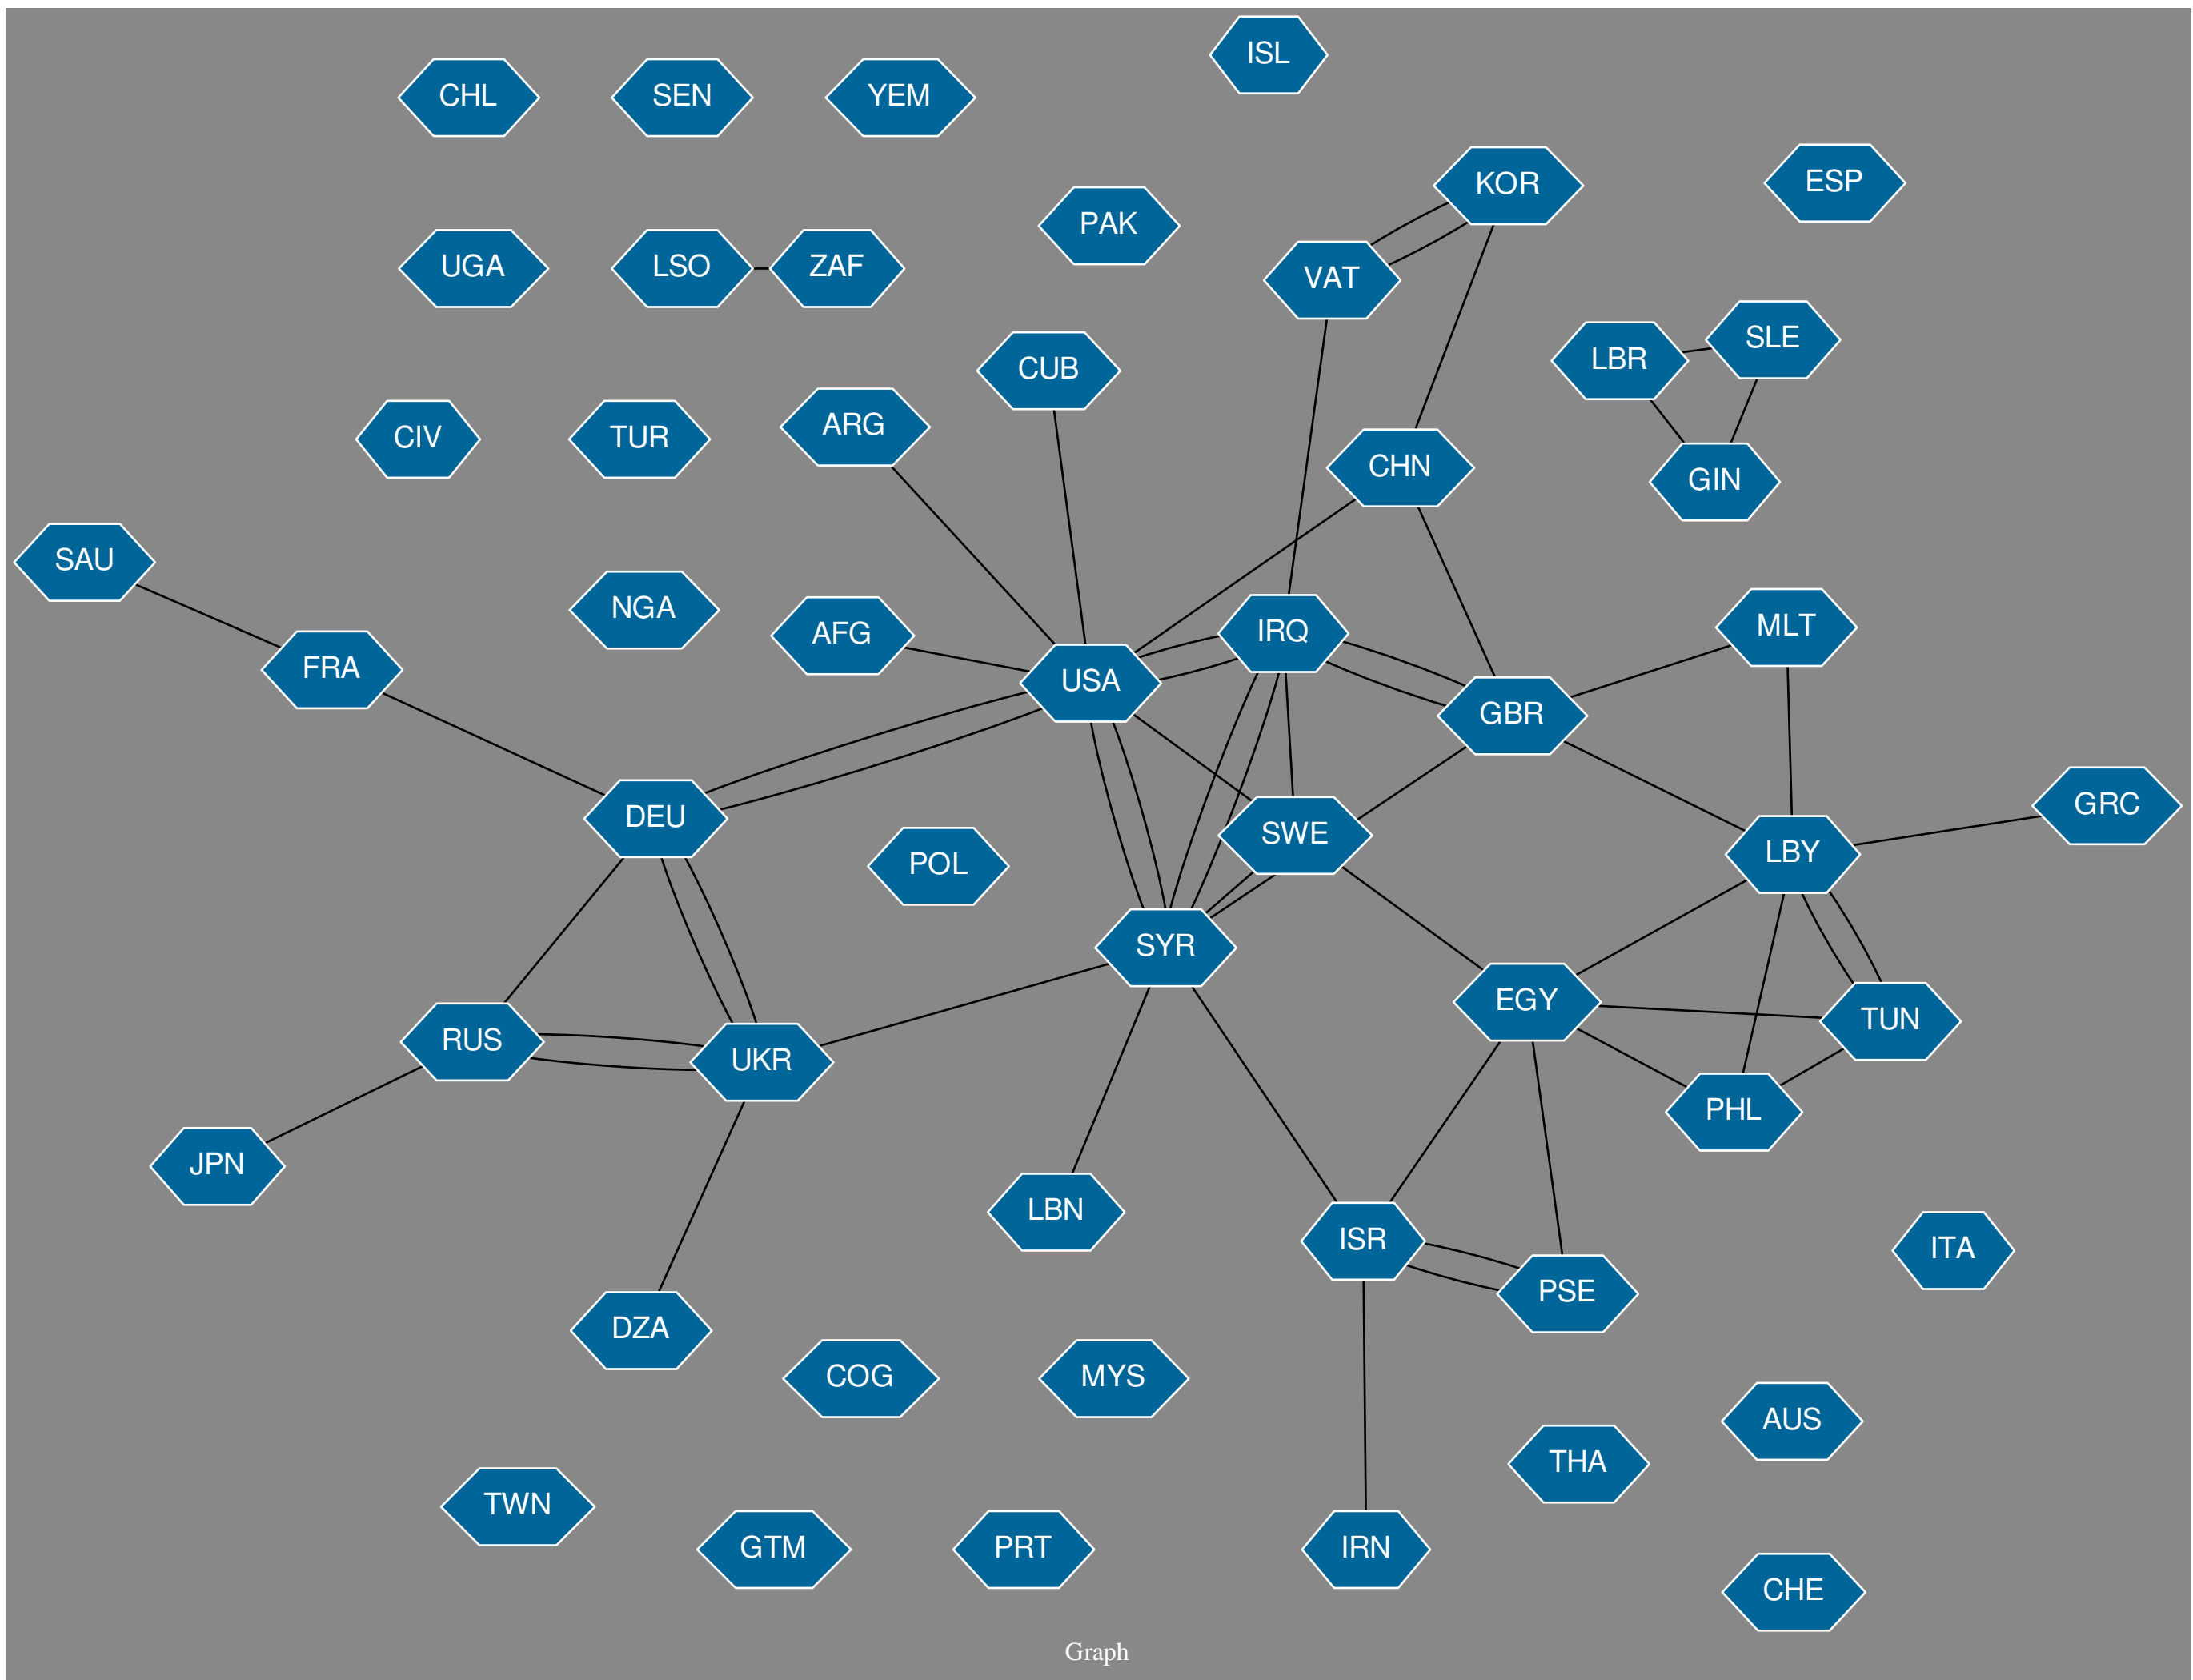 ISL
CHL
SEN
YEM
KOR
ESP
PAK
UGA
LSO
ZAF
VAT
SLE
LBR
CUB
ARG
CIV
TUR
CHN
GIN
SAU
NGA
AFG
IRQ
MLT
FRA
USA
GBR
DEU
GRC
SWE
POL
LBY
SYR
EGY
TUN
RUS
UKR
PHL
JPN
LBN
ISR
ITA
PSE
DZA
COG
MYS
AUS
THA
TWN
GTM
PRT
IRN
CHE
Graph